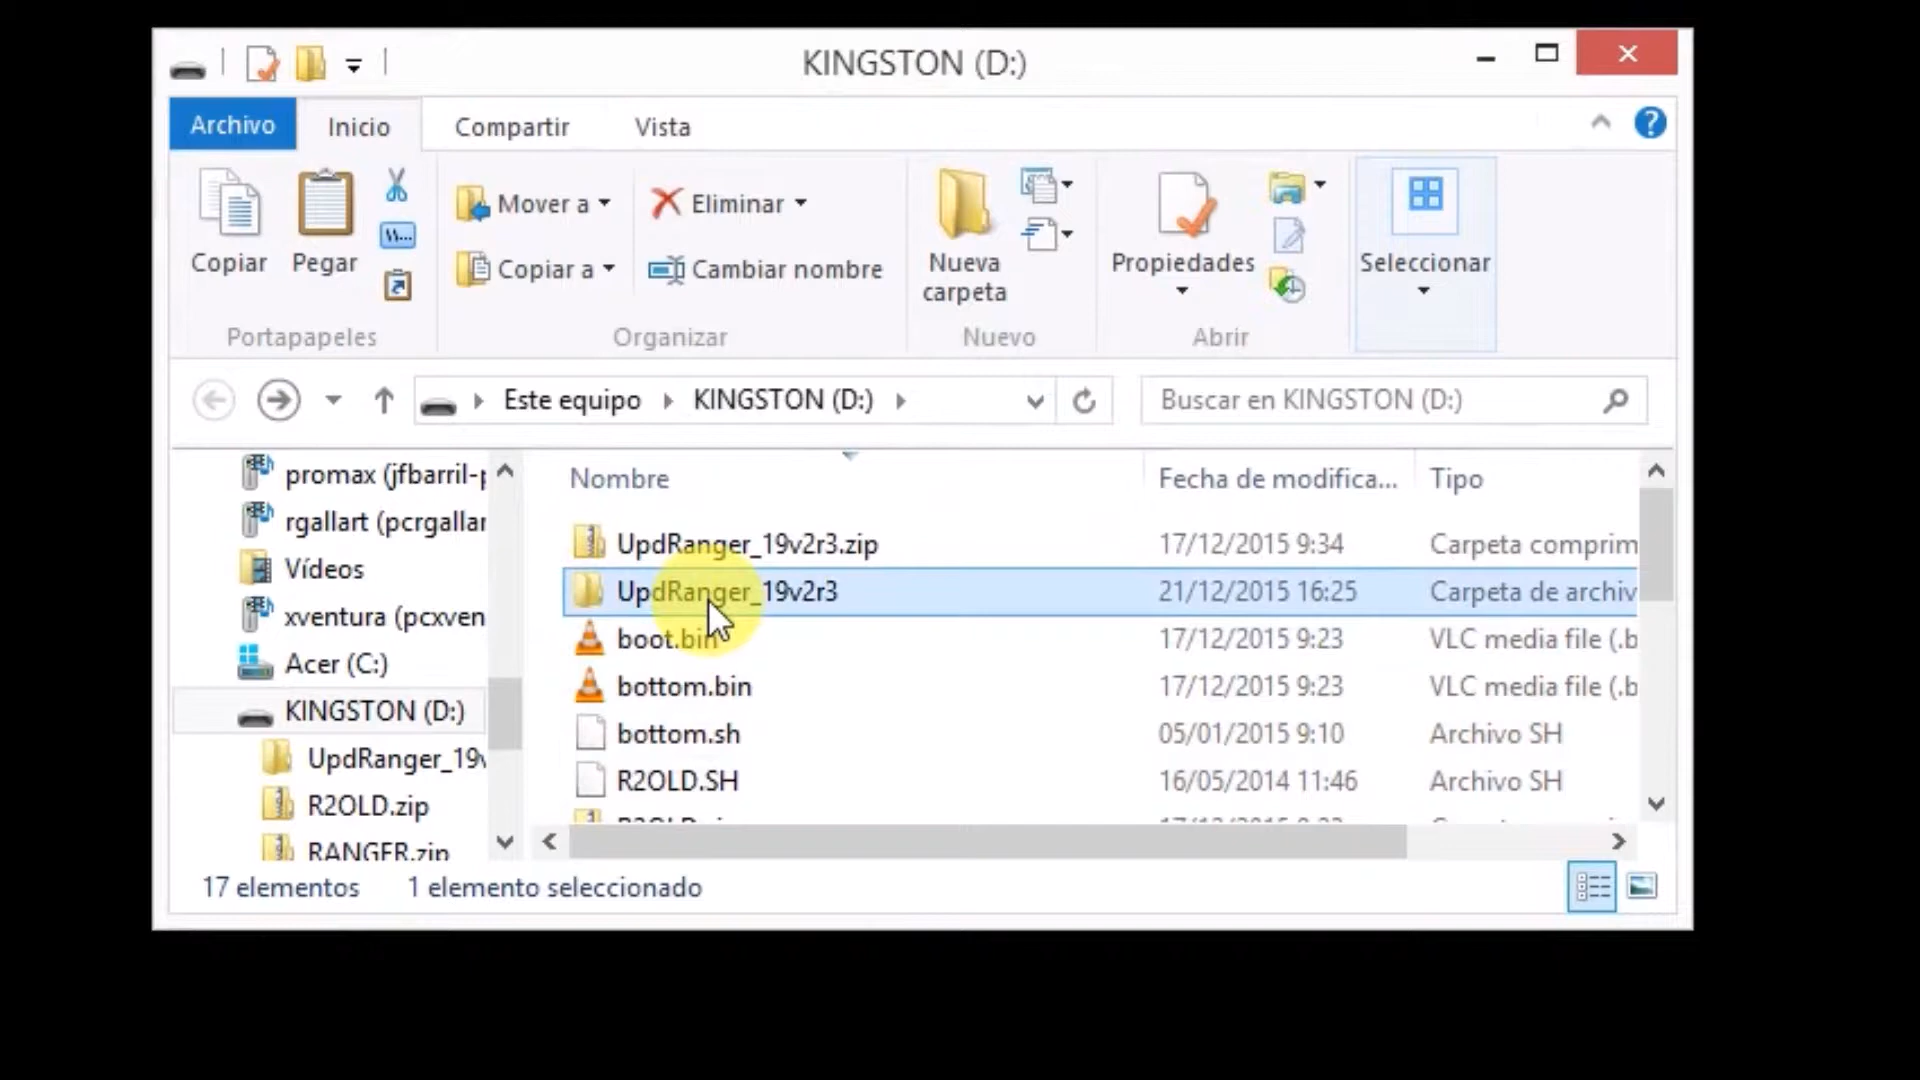 KINGSTON (D:)
Archivo Inicio Compartir Vista
Copiar Pegar Mover a Eliminar Nueva carpeta Propiedades Seleccionar
Copiar a Cambiar nombre
Portapapeles Organizar Nuevo Abrir
Este equipo KINGSTON (D:) Buscar en KINGSTON (D:)
promax (jfbarril-p
rgallart (pcrgallar
Vídeos
xventura (pcxven
Acer (C:)
KINGSTON (D:)
UpdRanger_19v
R2OLD.zip
RANGER.zip
Nombre Fecha de modifica... Tipo
UpdRanger_19v2r3.zip 17/12/2015 9:34 Carpeta comprim
UpdRanger_19v2r3 21/12/2015 16:25 Carpeta de archiv
boot.bin 17/12/2015 9:23 VLC media file (.b
bottom.bin 17/12/2015 9:23 VLC media file (.b
bottom.sh 05/01/2015 9:10 Archivo SH
R2OLD.SH 16/05/2014 11:46 Archivo SH
17 elementos 1 elemento seleccionado